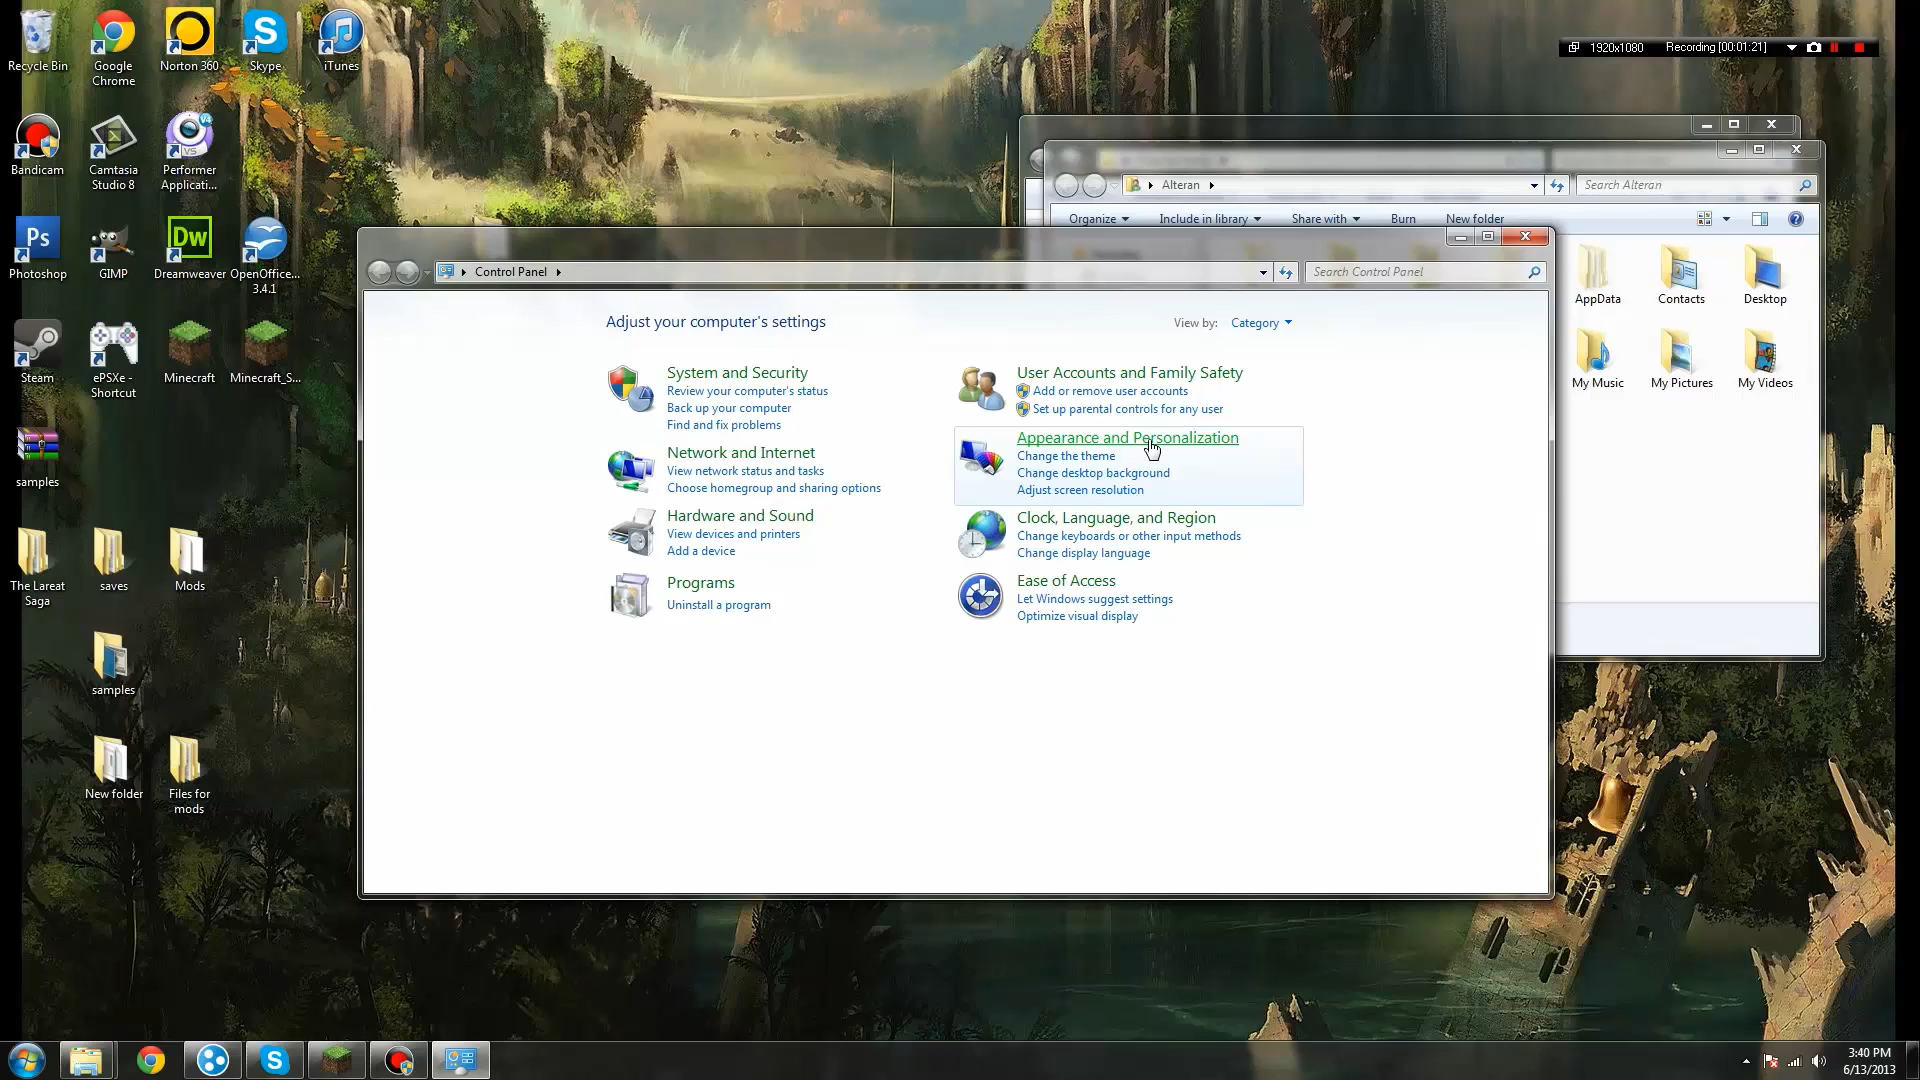 Recycle Bin
Google Chrome
Norton 360
Skype
iTunes
Bandicam
Camtasia Studio 8
Performer Applicati...
Photoshop
GIMP
Dreamweaver
OpenOffice... 3.4.1
Steam
ePSXe - Shortcut
Minecraft
Minecraft_S...
samples
The Lareat Saga
saves
Mods
samples
New folder
Files for mods
1920x1080
Recording [00:01:21]
Alteran
Search Alteran
Organize
Include in library
Share with
Burn
New folder
AppData
Contacts
Desktop
My Music
My Pictures
My Videos
Control Panel
Search Control Panel
Adjust your computer's settings
View by: Category
System and Security
Review your computer's status
Back up your computer
Find and fix problems
Network and Internet
View network status and tasks
Choose homegroup and sharing options
Hardware and Sound
View devices and printers
Add a device
Programs
Uninstall a program
User Accounts and Family Safety
Add or remove user accounts
Set up parental controls for any user
Appearance and Personalization
Change the theme
Change desktop background
Adjust screen resolution
Clock, Language, and Region
Change keyboards or other input methods
Change display language
Ease of Access
Let Windows suggest settings
Optimize visual display
3:40 PM
6/13/2013